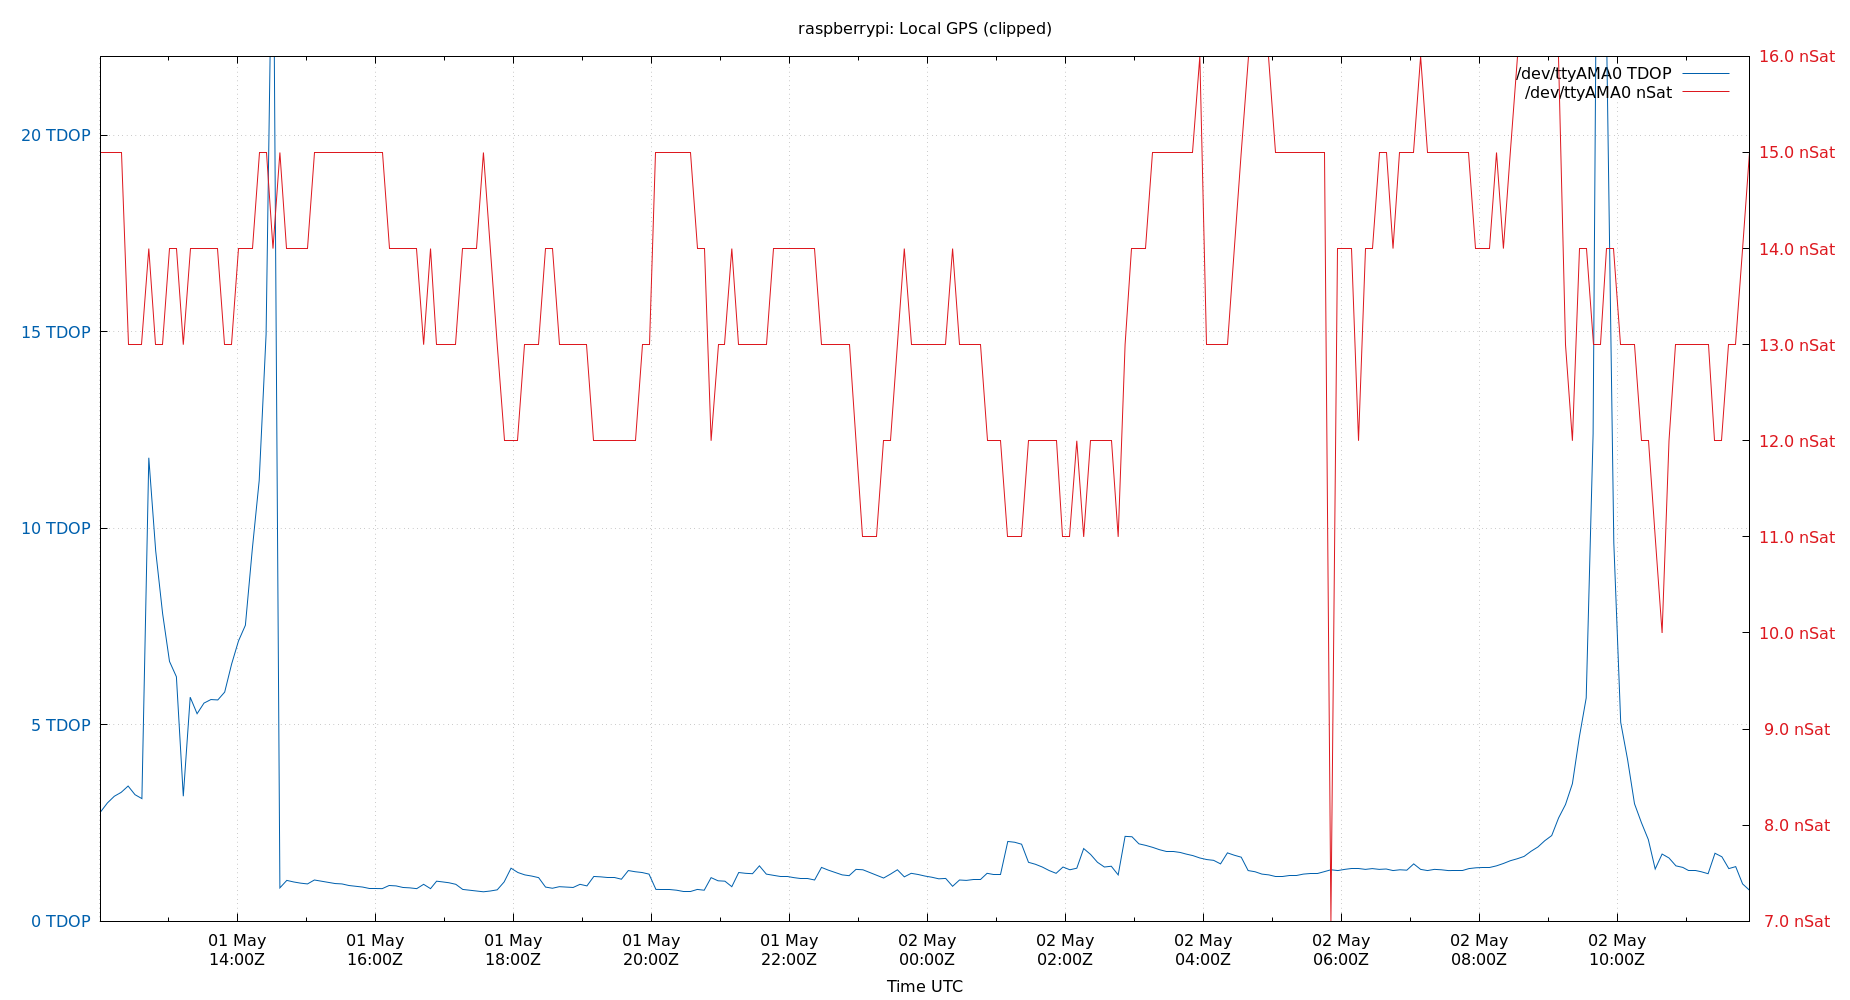 raspberrypi: Local GPS (clipped)
/dev/ttyAMA0 TDOP
/dev/ttyAMA0 nSat
20 TDOP
15 TDOP
10 TDOP
5 TDOP
0 TDOP
16.0 nSat
15.0 nSat
14.0 nSat
13.0 nSat
12.0 nSat
11.0 nSat
10.0 nSat
9.0 nSat
8.0 nSat
7.0 nSat
01 May
14:00Z
01 May
16:00Z
01 May
18:00Z
01 May
20:00Z
01 May
22:00Z
02 May
00:00Z
02 May
02:00Z
02 May
04:00Z
02 May
06:00Z
02 May
08:00Z
02 May
10:00Z
Time UTC